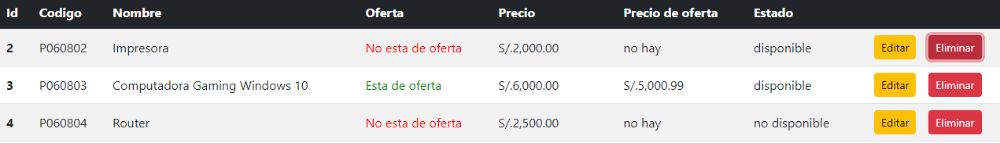 Id Codigo Nombre Oferta Precio Precio de oferta Estado
2 P060802 Impresora No esta de oferta S/.2,000.00 no hay disponible Editar Eliminar
3 P060803 Computadora Gaming Windows 10 Esta de oferta S/.6,000.00 S/.5,000.99 disponible Editar Eliminar
4 P060804 Router No esta de oferta S/.2,500.00 no hay no disponible Editar Eliminar